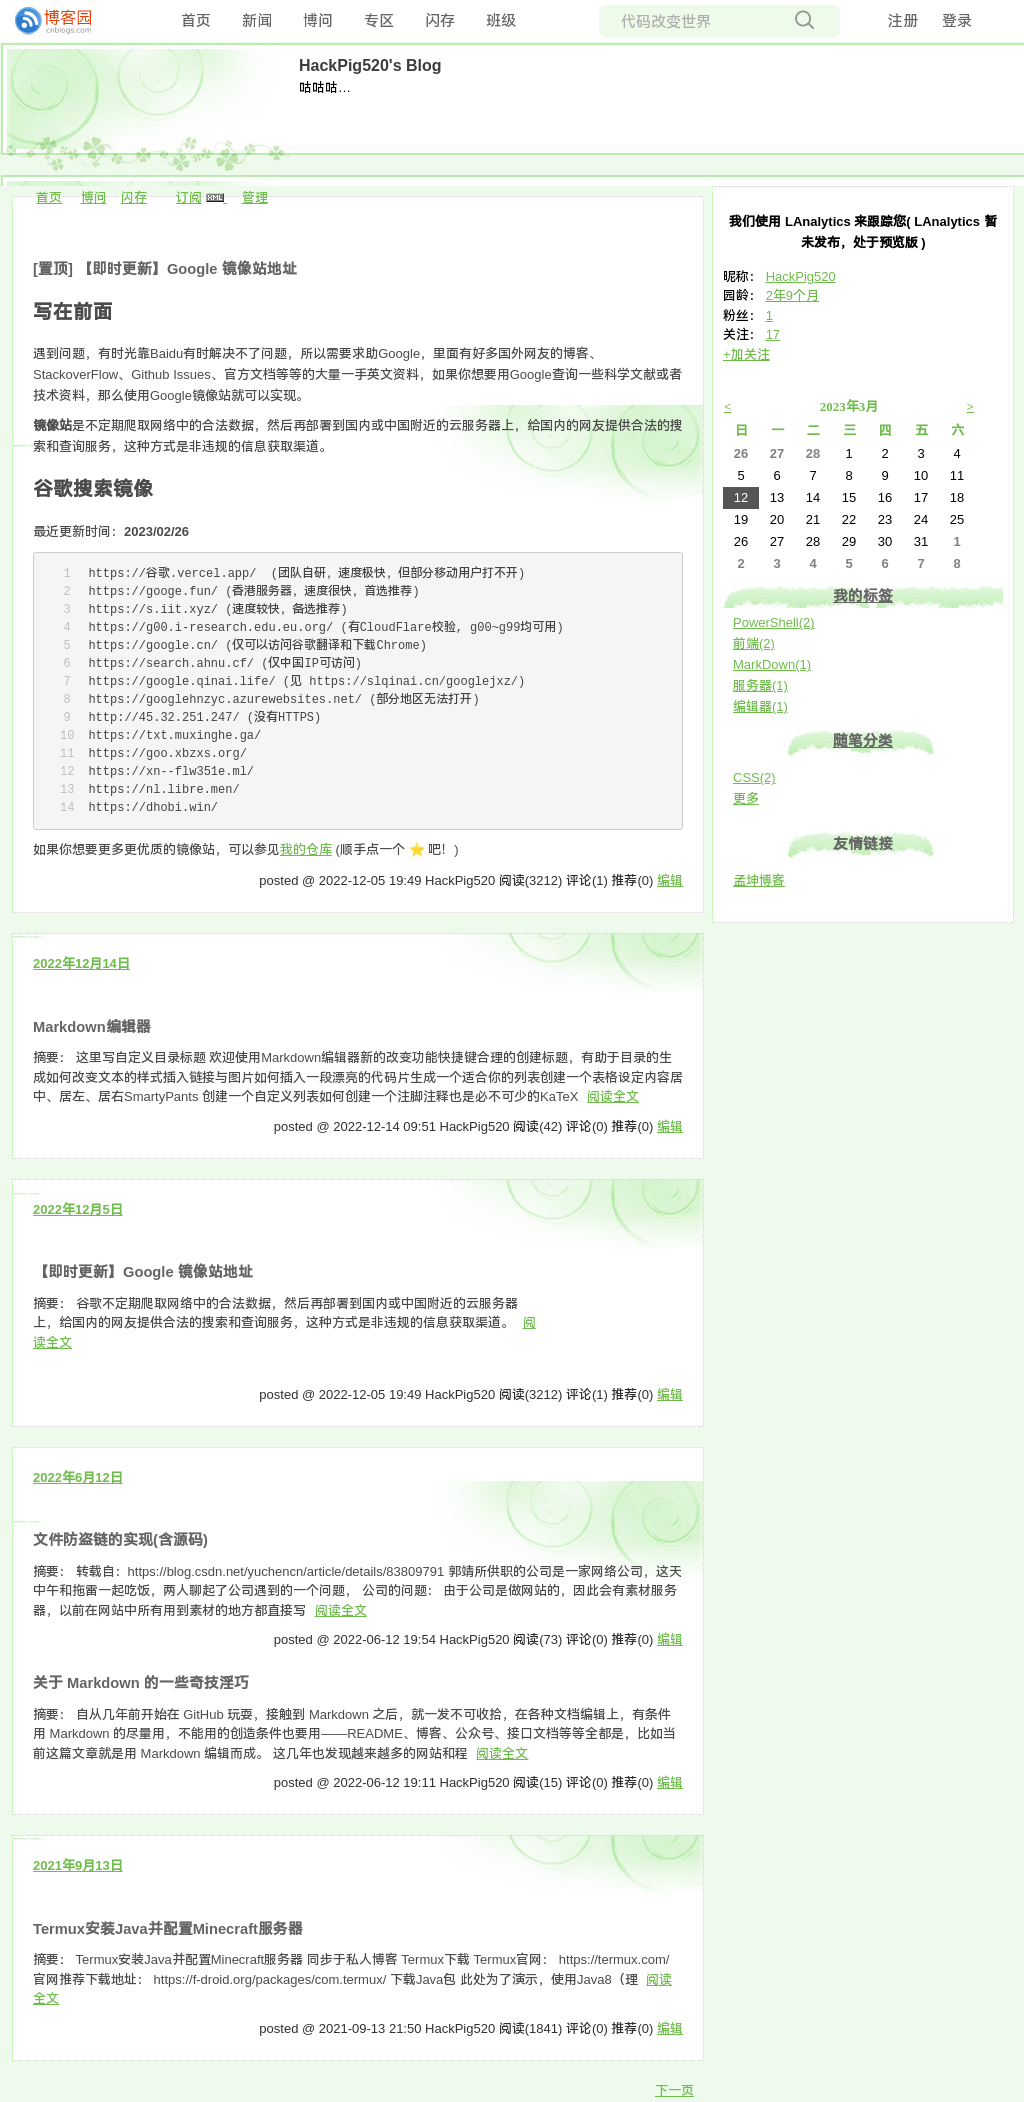 博客园
cnblogs.com
首页 新闻 博问 专区 闪存 班级
代码改变世界
注册 登录
HackPig520's Blog
咕咕咕…
首页 博问 闪存 订阅 XML 管理
[置顶] 【即时更新】Google 镜像站地址
写在前面
遇到问题，有时光靠Baidu有时解决不了问题，所以需要求助Google，里面有好多国外网友的博客、
StackoverFlow、Github Issues、官方文档等等的大量一手英文资料，如果你想要用Google查询一些科学文献或者
技术资料，那么使用Google镜像站就可以实现。
镜像站是不定期爬取网络中的合法数据，然后再部署到国内或中国附近的云服务器上，给国内的网友提供合法的搜
索和查询服务，这种方式是非违规的信息获取渠道。
谷歌搜索镜像
最近更新时间：2023/02/26
1 https://谷歌.vercel.app/ (团队自研，速度极快，但部分移动用户打不开)
2 https://googe.fun/ (香港服务器，速度很快，首选推荐)
3 https://s.iit.xyz/ (速度较快，备选推荐)
4 https://g00.i-research.edu.eu.org/ (有CloudFlare校验, g00~g99均可用)
5 https://google.cn/ (仅可以访问谷歌翻译和下载Chrome)
6 https://search.ahnu.cf/ (仅中国IP可访问)
7 https://google.qinai.life/ (见 https://slqinai.cn/googlejxz/)
8 https://googlehnzyc.azurewebsites.net/ (部分地区无法打开)
9 http://45.32.251.247/ (没有HTTPS)
10 https://txt.muxinghe.ga/
11 https://goo.xbzxs.org/
12 https://xn--flw351e.ml/
13 https://nl.libre.men/
14 https://dhobi.win/
如果你想要更多更优质的镜像站，可以参见我的仓库 (顺手点一个 ⭐ 吧！)
posted @ 2022-12-05 19:49 HackPig520 阅读(3212) 评论(1) 推荐(0) 编辑
2022年12月14日
Markdown编辑器
摘要： 这里写自定义目录标题 欢迎使用Markdown编辑器新的改变功能快捷键合理的创建标题，有助于目录的生
成如何改变文本的样式插入链接与图片如何插入一段漂亮的代码片生成一个适合你的列表创建一个表格设定内容居
中、居左、居右SmartyPants 创建一个自定义列表如何创建一个注脚注释也是必不可少的KaTeX 阅读全文
posted @ 2022-12-14 09:51 HackPig520 阅读(42) 评论(0) 推荐(0) 编辑
2022年12月5日
【即时更新】Google 镜像站地址
摘要： 谷歌不定期爬取网络中的合法数据，然后再部署到国内或中国附近的云服务器
上，给国内的网友提供合法的搜索和查询服务，这种方式是非违规的信息获取渠道。 阅
读全文
posted @ 2022-12-05 19:49 HackPig520 阅读(3212) 评论(1) 推荐(0) 编辑
2022年6月12日
文件防盗链的实现(含源码)
摘要： 转载自：https://blog.csdn.net/yuchencn/article/details/83809791 郭靖所供职的公司是一家网络公司，这天
中午和拖雷一起吃饭，两人聊起了公司遇到的一个问题， 公司的问题： 由于公司是做网站的，因此会有素材服务
器，以前在网站中所有用到素材的地方都直接写 阅读全文
posted @ 2022-06-12 19:54 HackPig520 阅读(73) 评论(0) 推荐(0) 编辑
关于 Markdown 的一些奇技淫巧
摘要： 自从几年前开始在 GitHub 玩耍，接触到 Markdown 之后，就一发不可收拾，在各种文档编辑上，有条件
用 Markdown 的尽量用，不能用的创造条件也要用——README、博客、公众号、接口文档等等全都是，比如当
前这篇文章就是用 Markdown 编辑而成。 这几年也发现越来越多的网站和程 阅读全文
posted @ 2022-06-12 19:11 HackPig520 阅读(15) 评论(0) 推荐(0) 编辑
2021年9月13日
Termux安装Java并配置Minecraft服务器
摘要： Termux安装Java并配置Minecraft服务器 同步于私人博客 Termux下载 Termux官网： https://termux.com/
官网推荐下载地址： https://f-droid.org/packages/com.termux/ 下载Java包 此处为了演示，使用Java8（理 阅读
全文
posted @ 2021-09-13 21:50 HackPig520 阅读(1841) 评论(0) 推荐(0) 编辑
下一页
我们使用 LAnalytics 来跟踪您( LAnalytics 暂
未发布，处于预览版 )
昵称： HackPig520
园龄： 2年9个月
粉丝： 1
关注： 17
+加关注
< 2023年3月 >
日 一 二 三 四 五 六
26 27 28 1 2 3 4
5 6 7 8 9 10 11
12 13 14 15 16 17 18
19 20 21 22 23 24 25
26 27 28 29 30 31 1
2 3 4 5 6 7 8
我的标签
PowerShell(2)
前端(2)
MarkDown(1)
服务器(1)
编辑器(1)
随笔分类
CSS(2)
更多
友情链接
孟坤博客